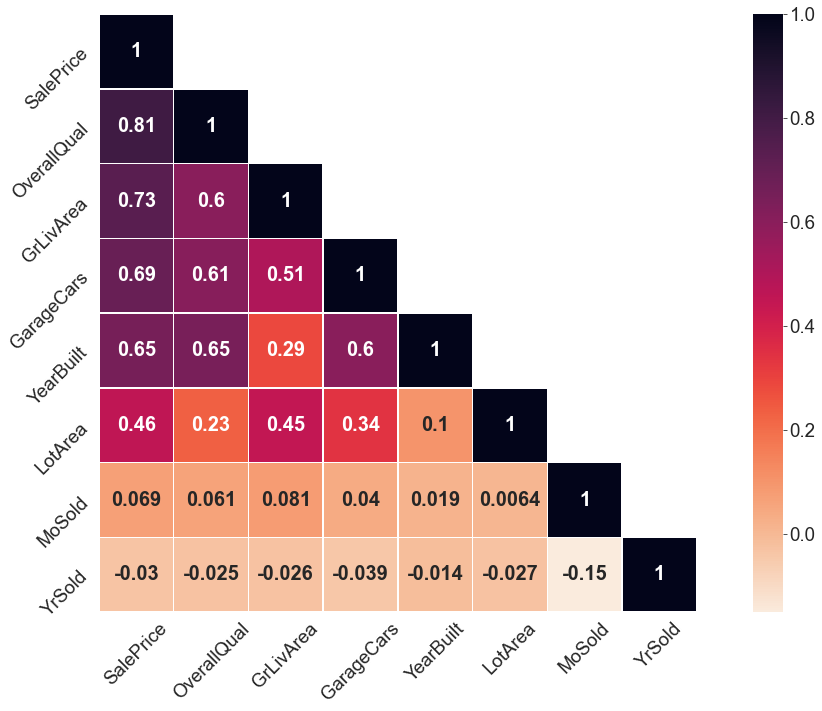 SalePrice 1
OverallQual 0.81 1
GrLivArea 0.73 0.6 1
GarageCars 0.69 0.61 0.51 1
YearBuilt 0.65 0.65 0.29 0.6 1
LotArea 0.46 0.23 0.45 0.34 0.1 1
MoSold 0.069 0.061 0.081 0.04 0.019 0.0064 1
YrSold -0.03 -0.025 -0.026 -0.039 -0.014 -0.027 -0.15 1
SalePrice OverallQual GrLivArea GarageCars YearBuilt LotArea MoSold YrSold
1.0
0.8
0.6
0.4
0.2
0.0